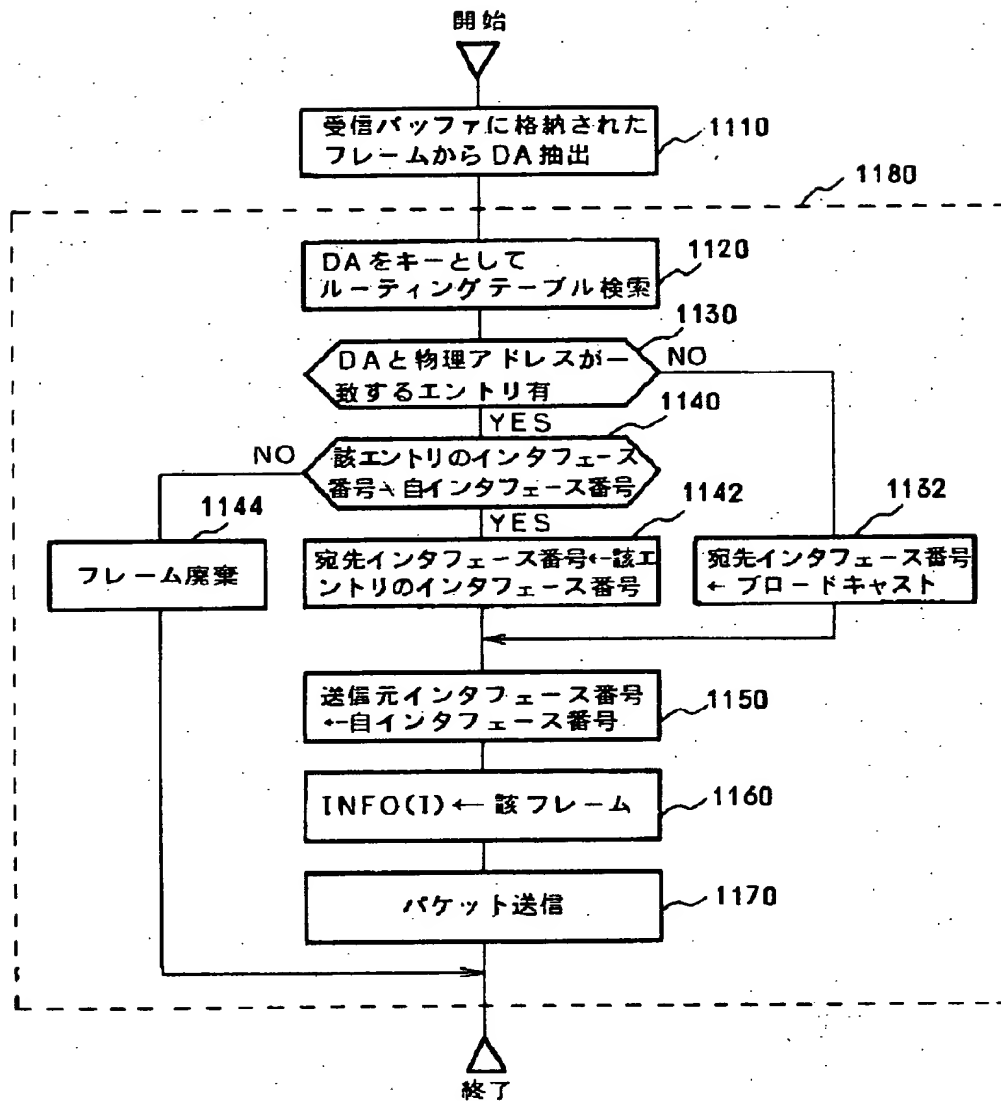 開始
受信バッファに格納された
フレームから DA 抽出
1110
1180
DAをキーとして
ルーティングテーブル検索
1120
1130
DAと物理アドレスが一
致するエントリ有
NO
YES
1140
NO
該エントリのインタフェース
番号 自インタフェース番号
YES
1144
フレーム廃棄
1142
宛先インタフェース番号←該エ
ントリのインタフェース番号
1132
宛先インタフェース番号
← ブロードキャスト
送信元インタフェース番号
←自インタフェース番号
1150
INFO(I) ← 該フレーム
1160
パケット送信
1170
終了